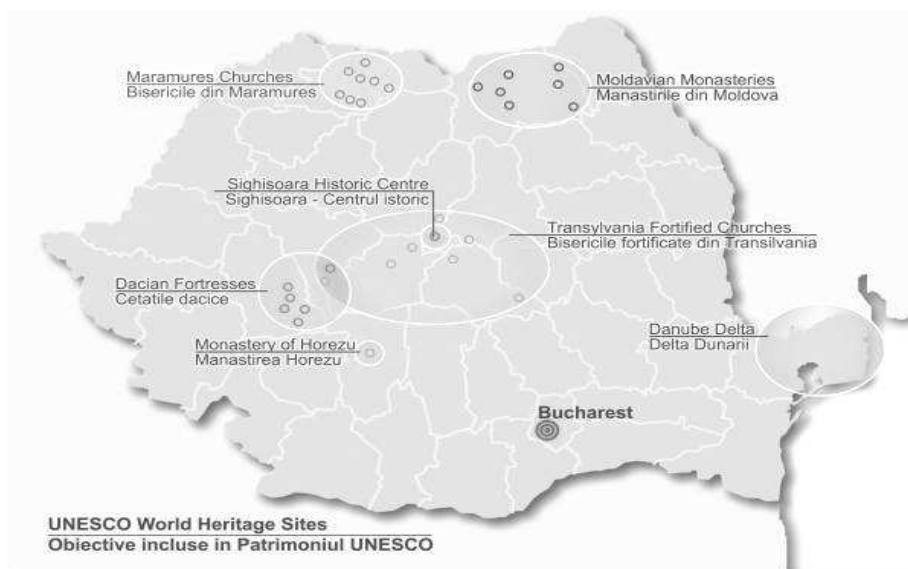 Maramures Churches
Bisericile din Maramures
Moldavian Monasteries
Manastirile din Moldova
Sighisoara Historic Centre
Sighisoara - Centrul istoric
Transylvania Fortified Churches
Bisericile fortificate din Transilvania
Dacian Fortresses
Cetatile dacice
Danube Delta
Delta Dunarii
Monastery of Horezu
Manastirea Horezu
Bucharest
UNESCO World Heritage Sites
Obiective incluse in Patrimoniul UNESCO